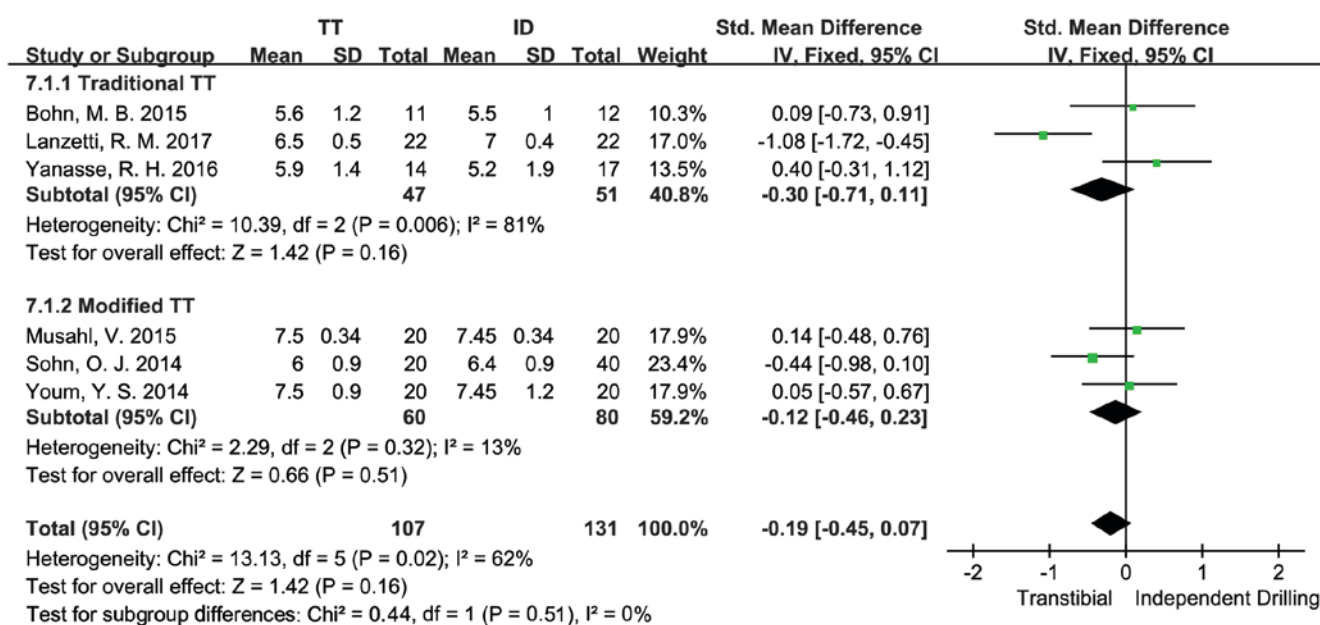 TT ID Std. Mean Difference Std. Mean Difference
Study or Subgroup Mean SD Total Mean SD Total Weight IV, Fixed, 95% CI IV, Fixed, 95% CI
7.1.1 Traditional TT
Bohn, M. B. 2015 5.6 1.2 11 5.5 1 12 10.3% 0.09 [-0.73, 0.91]
Lanzetti, R. M. 2017 6.5 0.5 22 7 0.4 22 17.0% -1.08 [-1.72, -0.45]
Yanasse, R. H. 2016 5.9 1.4 14 5.2 1.9 17 13.5% 0.40 [-0.31, 1.12]
Subtotal (95% CI) 47 51 40.8% -0.30 [-0.71, 0.11]
Heterogeneity: Chi² = 10.39, df = 2 (P = 0.006); I² = 81%
Test for overall effect: Z = 1.42 (P = 0.16)
7.1.2 Modified TT
Musahl, V. 2015 7.5 0.34 20 7.45 0.34 20 17.9% 0.14 [-0.48, 0.76]
Sohn, O. J. 2014 6 0.9 20 6.4 0.9 40 23.4% -0.44 [-0.98, 0.10]
Youm, Y. S. 2014 7.5 0.9 20 7.45 1.2 20 17.9% 0.05 [-0.57, 0.67]
Subtotal (95% CI) 60 80 59.2% -0.12 [-0.46, 0.23]
Heterogeneity: Chi² = 2.29, df = 2 (P = 0.32); I² = 13%
Test for overall effect: Z = 0.66 (P = 0.51)
Total (95% CI) 107 131 100.0% -0.19 [-0.45, 0.07]
Heterogeneity: Chi² = 13.13, df = 5 (P = 0.02); I² = 62%
Test for overall effect: Z = 1.42 (P = 0.16)
Test for subgroup differences: Chi² = 0.44, df = 1 (P = 0.51), I² = 0%
-2 -1 0 1 2
Transtibial Independent Drilling